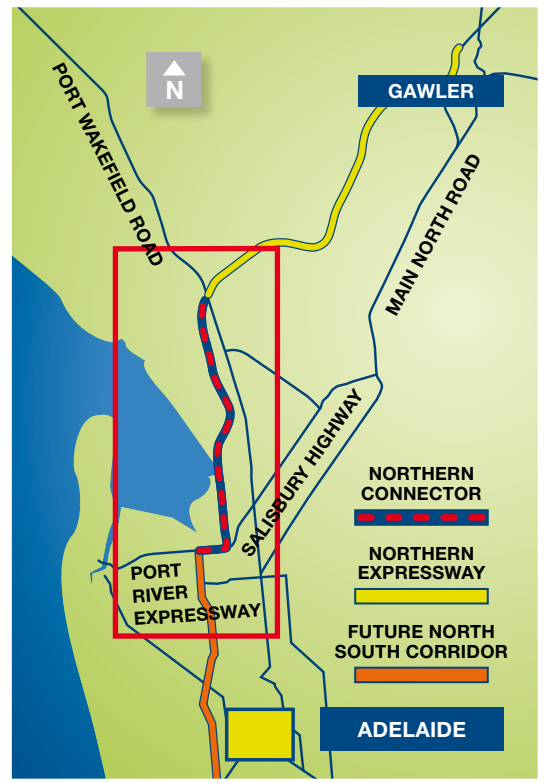 N
GAWLER
PORT WAKEFIELD ROAD
MAIN NORTH ROAD
SALISBURY HIGHWAY
NORTHERN
CONNECTOR
NORTHERN
EXPRESSWAY
PORT
RIVER
EXPRESSWAY
FUTURE NORTH
SOUTH CORRIDOR
ADELAIDE